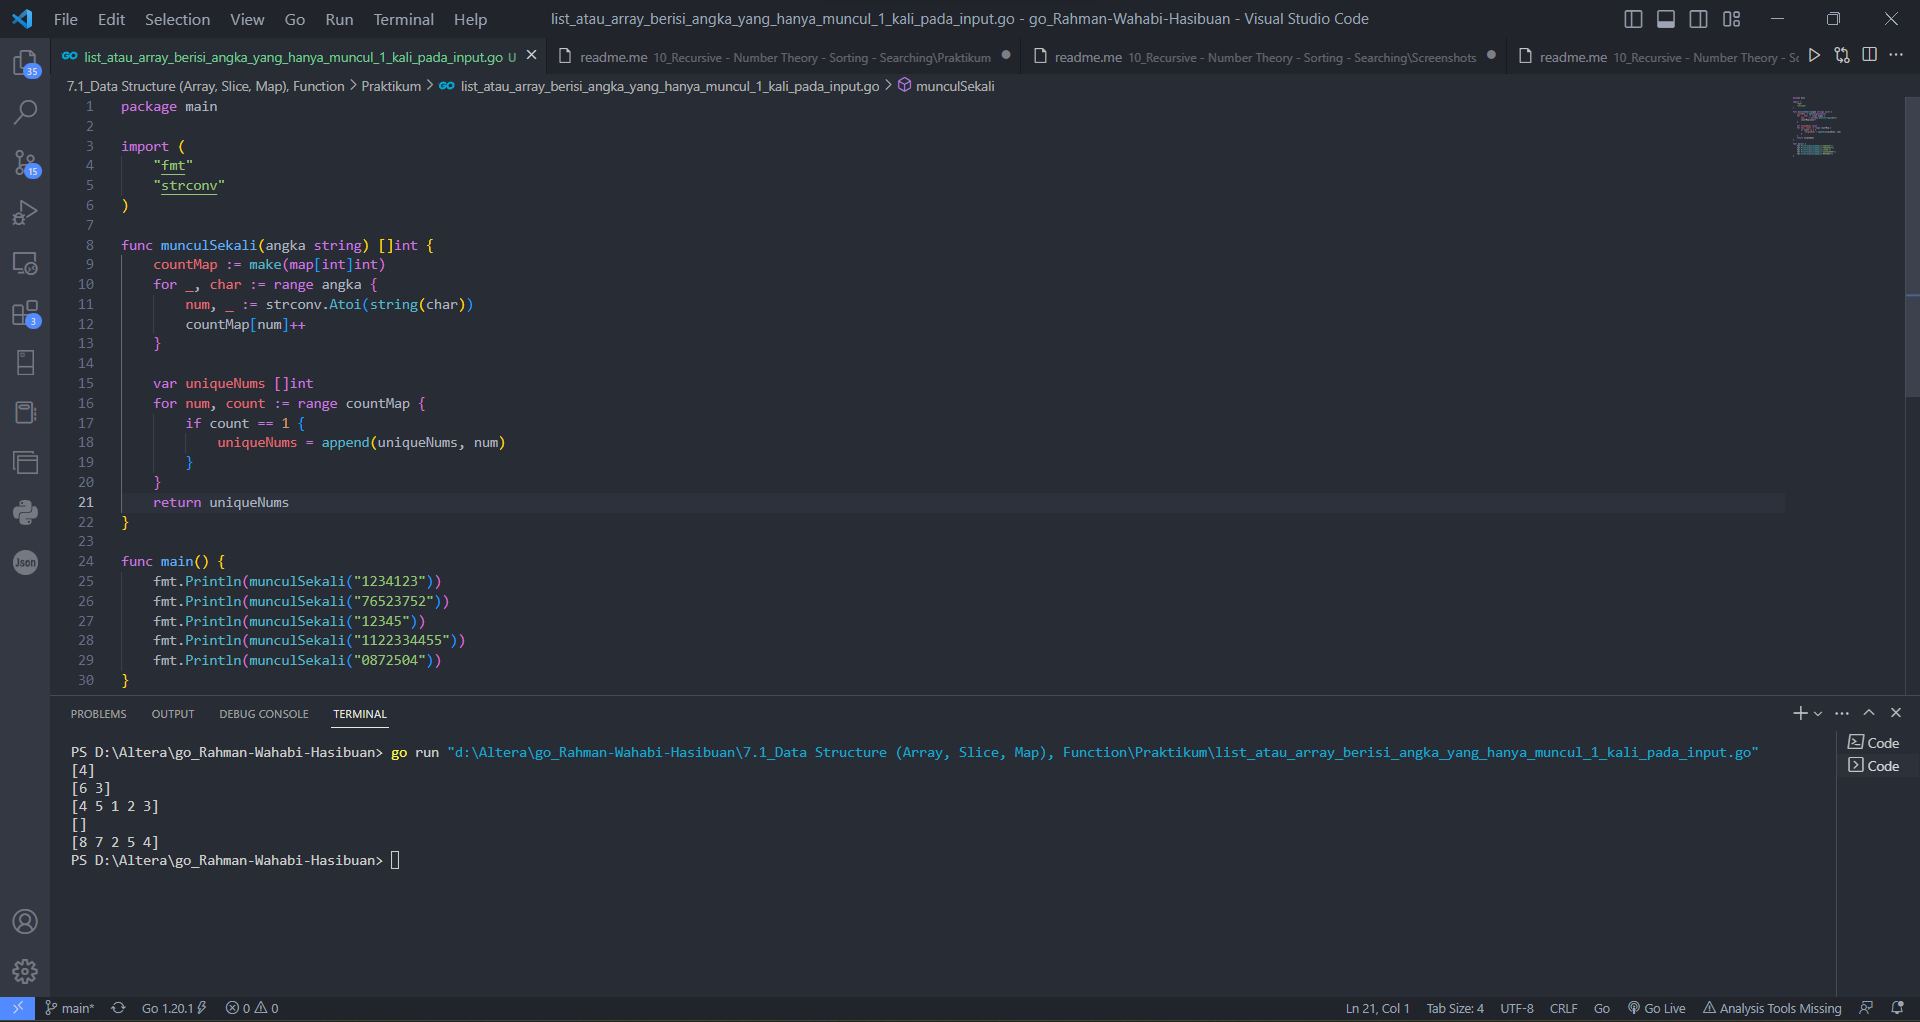 File Edit Selection View Go Run Terminal Help
list_atau_array_berisi_angka_yang_hanya_muncul_1_kali_pada_input.go - go_Rahman-Wahabi-Hasibuan - Visual Studio Code
list_atau_array_berisi_angka_yang_hanya_muncul_1_kali_pada_input.go U
readme.me 10_Recursive - Number Theory - Sorting - Searching\Praktikum
readme.me 10_Recursive - Number Theory - Sorting - Searching\Screenshots
readme.me 10_Recursive - Number Theory - Sc
7.1_Data Structure (Array, Slice, Map), Function > Praktikum > list_atau_array_berisi_angka_yang_hanya_muncul_1_kali_pada_input.go > munculSekali
1 package main
2
3 import (
4     "fmt"
5     "strconv"
6 )
7
8 func munculSekali(angka string) []int {
9     countMap := make(map[int]int)
10     for _, char := range angka {
11         num, _ := strconv.Atoi(string(char))
12         countMap[num]++
13     }
14
15     var uniqueNums []int
16     for num, count := range countMap {
17         if count == 1 {
18             uniqueNums = append(uniqueNums, num)
19         }
20     }
21     return uniqueNums
22 }
23
24 func main() {
25     fmt.Println(munculSekali("1234123"))
26     fmt.Println(munculSekali("76523752"))
27     fmt.Println(munculSekali("12345"))
28     fmt.Println(munculSekali("1122334455"))
29     fmt.Println(munculSekali("0872504"))
30 }
35
15
3
Json
PROBLEMS OUTPUT DEBUG CONSOLE TERMINAL
PS D:\Altera\go_Rahman-Wahabi-Hasibuan> go run "d:\Altera\go_Rahman-Wahabi-Hasibuan\7.1_Data Structure (Array, Slice, Map), Function\Praktikum\list_atau_array_berisi_angka_yang_hanya_muncul_1_kali_pada_input.go"
[4]
[6 3]
[4 5 1 2 3]
[]
[8 7 2 5 4]
PS D:\Altera\go_Rahman-Wahabi-Hasibuan>
Code
Code
main* Go 1.20.1 0 0 Ln 21, Col 1 Tab Size: 4 UTF-8 CRLF Go Go Live Analysis Tools Missing